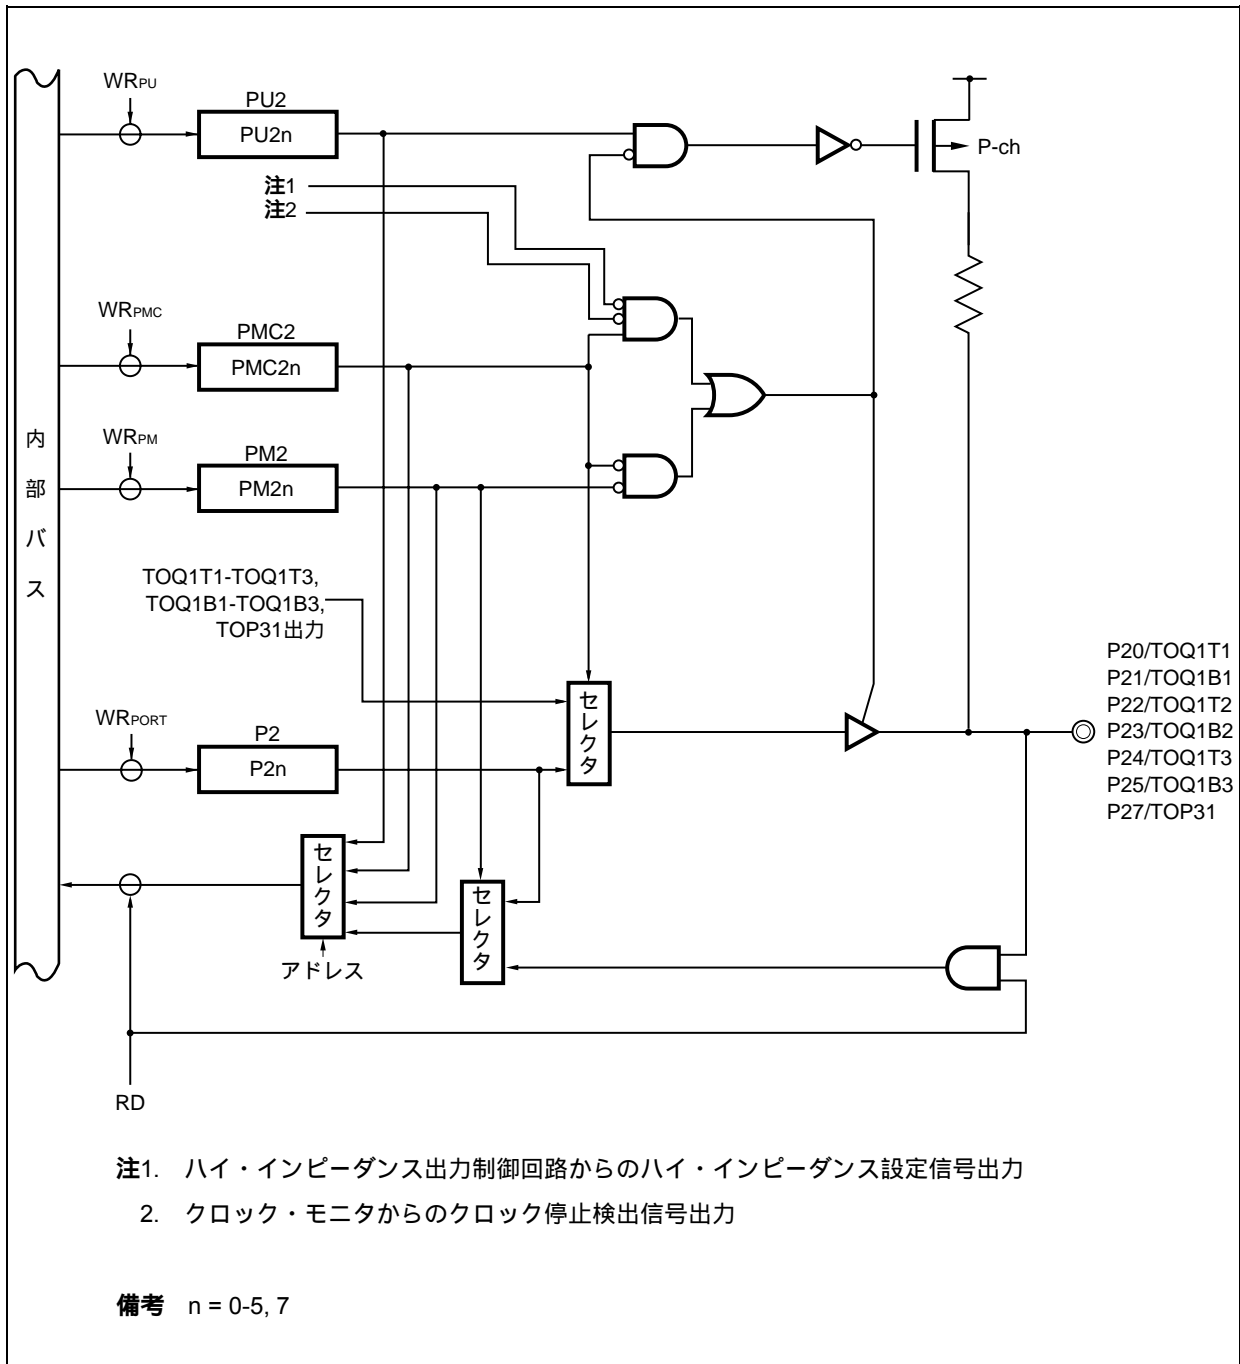 WRPU
PU2
PU2n
P-ch
注1
注2
WRPMC
PMC2
PMC2n
内部バス
WRPM
PM2
PM2n
TOQ1T1-TOQ1T3,
TOQ1B1-TOQ1B3,
TOP31出力
セレクタ
P20/TOQ1T1
P21/TOQ1B1
P22/TOQ1T2
P23/TOQ1B2
P24/TOQ1T3
P25/TOQ1B3
P27/TOP31
WRPORT
P2
P2n
セレクタ
セレクタ
アドレス
RD
注1. ハイ・インピーダンス出力制御回路からのハイ・インピーダンス設定信号出力
2. クロック・モニタからのクロック停止検出信号出力
備考 n = 0-5, 7